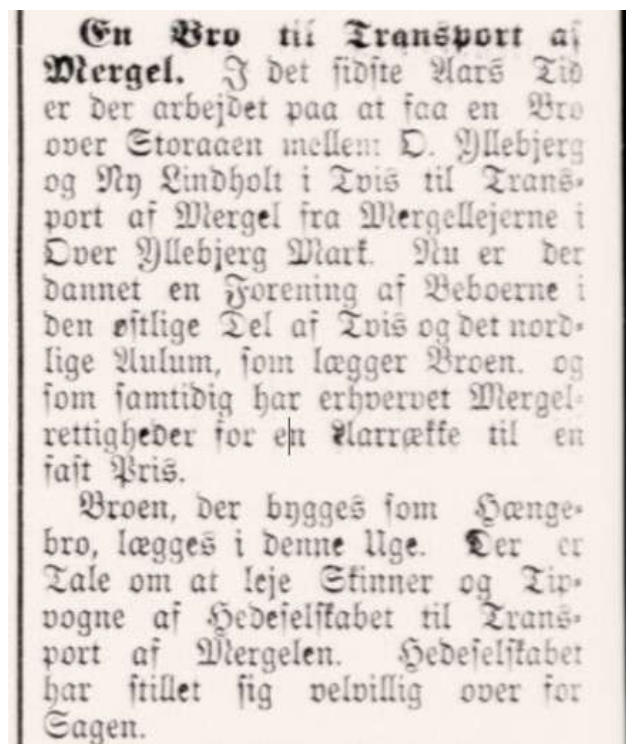 En Bro til Transport af
Mergel. I det sidste Aars Tid
er der arbejdet paa at faa en Bro
over Storaaen mellem O. Yllebjerg
og Ny Lindholt i Tvis til Trans-
port af Mergel fra Mergellejerne i
Over Yllebjerg Mark. Nu er der
dannet en Forening af Beboerne i
den østlige Del af Tvis og det nord-
lige Aulum, som lægger Broen. og
som samtidig har erhvervet Mergel-
rettigheder for en Aarrække til en
fast Pris.
Broen, der bygges som Hænge-
bro, lægges i denne Uge. Der er
Tale om at leje Skinner og Tip-
vogne af Hedeselskabet til Trans-
port af Mergelen. Hedeselskabet
har stillet sig velvillig over for
Sagen.